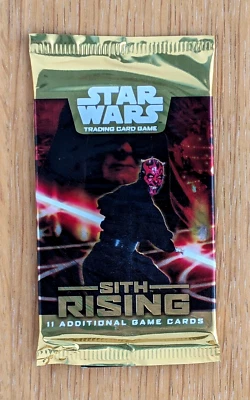 STAR
WARS
TRADING CARD GAME
SITH
RISING
11 ADDITIONAL GAME CARDS